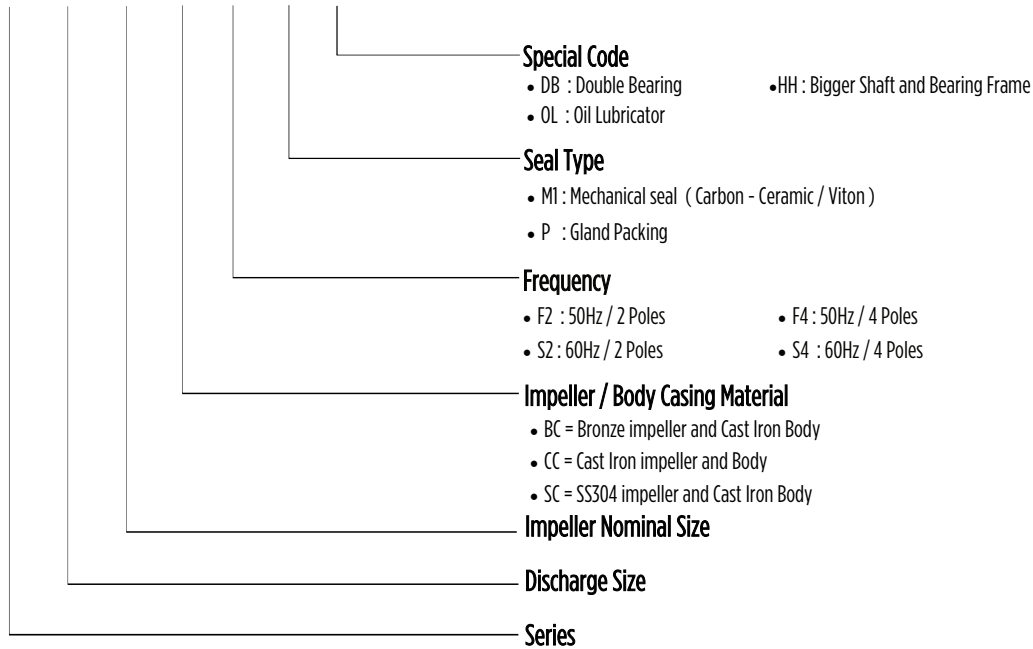 Special Code
• DB : Double Bearing •HH : Bigger Shaft and Bearing Frame
• OL : Oil Lubricator
Seal Type
• M1 : Mechanical seal ( Carbon - Ceramic / Viton )
• P : Gland Packing
Frequency
• F2 : 50Hz / 2 Poles • F4 : 50Hz / 4 Poles
• S2 : 60Hz / 2 Poles • S4 : 60Hz / 4 Poles
Impeller / Body Casing Material
• BC = Bronze impeller and Cast Iron Body
• CC = Cast Iron impeller and Body
• SC = SS304 impeller and Cast Iron Body
Impeller Nominal Size
Discharge Size
Series